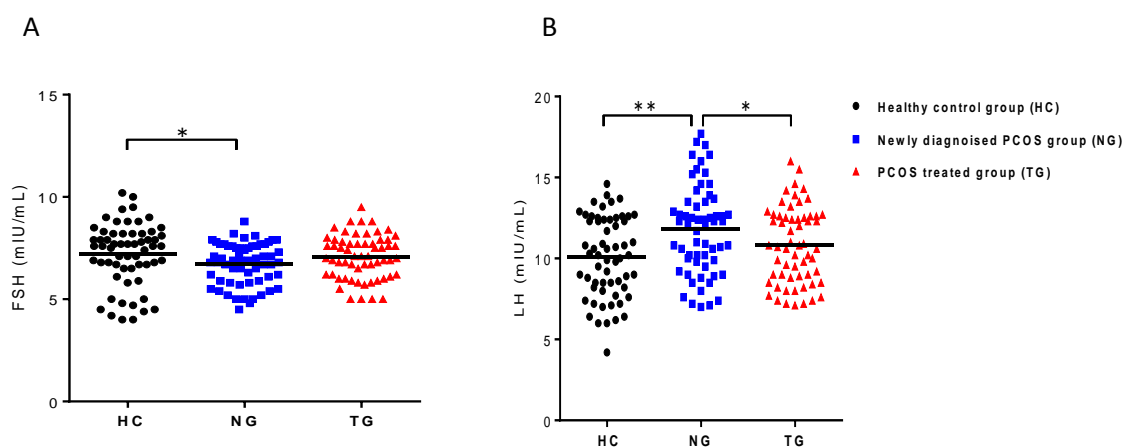 A
B
FSH (mIU/mL)
15
10
5
0
*
HC NG TG
LH (mIU/mL)
20
15
10
5
0
** *
HC NG TG
Healthy control group (HC)
Newly diagnoised PCOS group (NG)
PCOS treated group (TG)